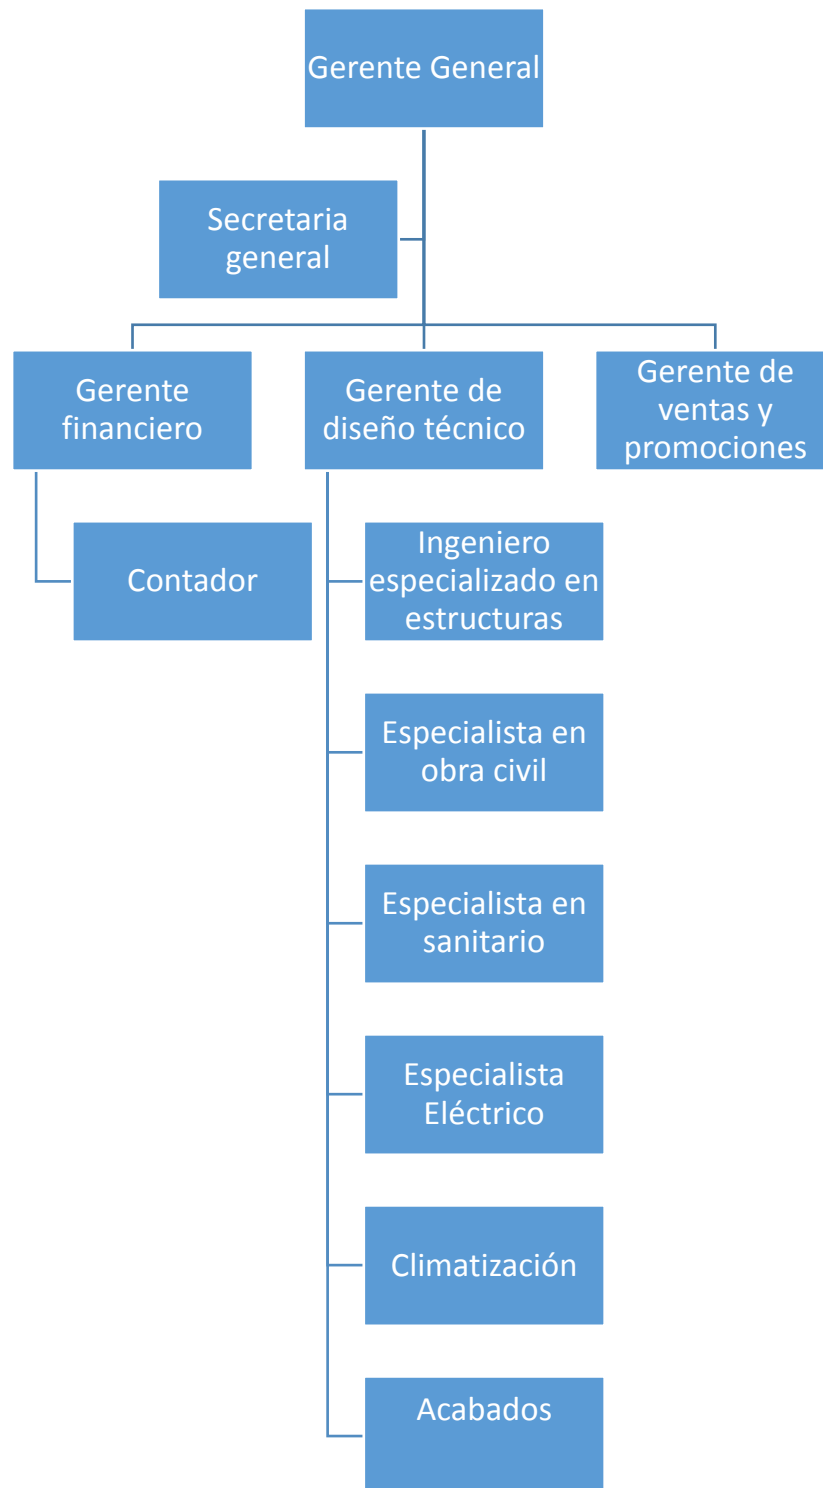 Gerente General
Secretaria
general
Gerente
financiero
Gerente de
diseño técnico
Gerente de
ventas y
promociones
Contador
Ingeniero
especializado en
estructuras
Especialista en
obra civil
Especialista en
sanitario
Especialista
Eléctrico
Climatización
Acabados